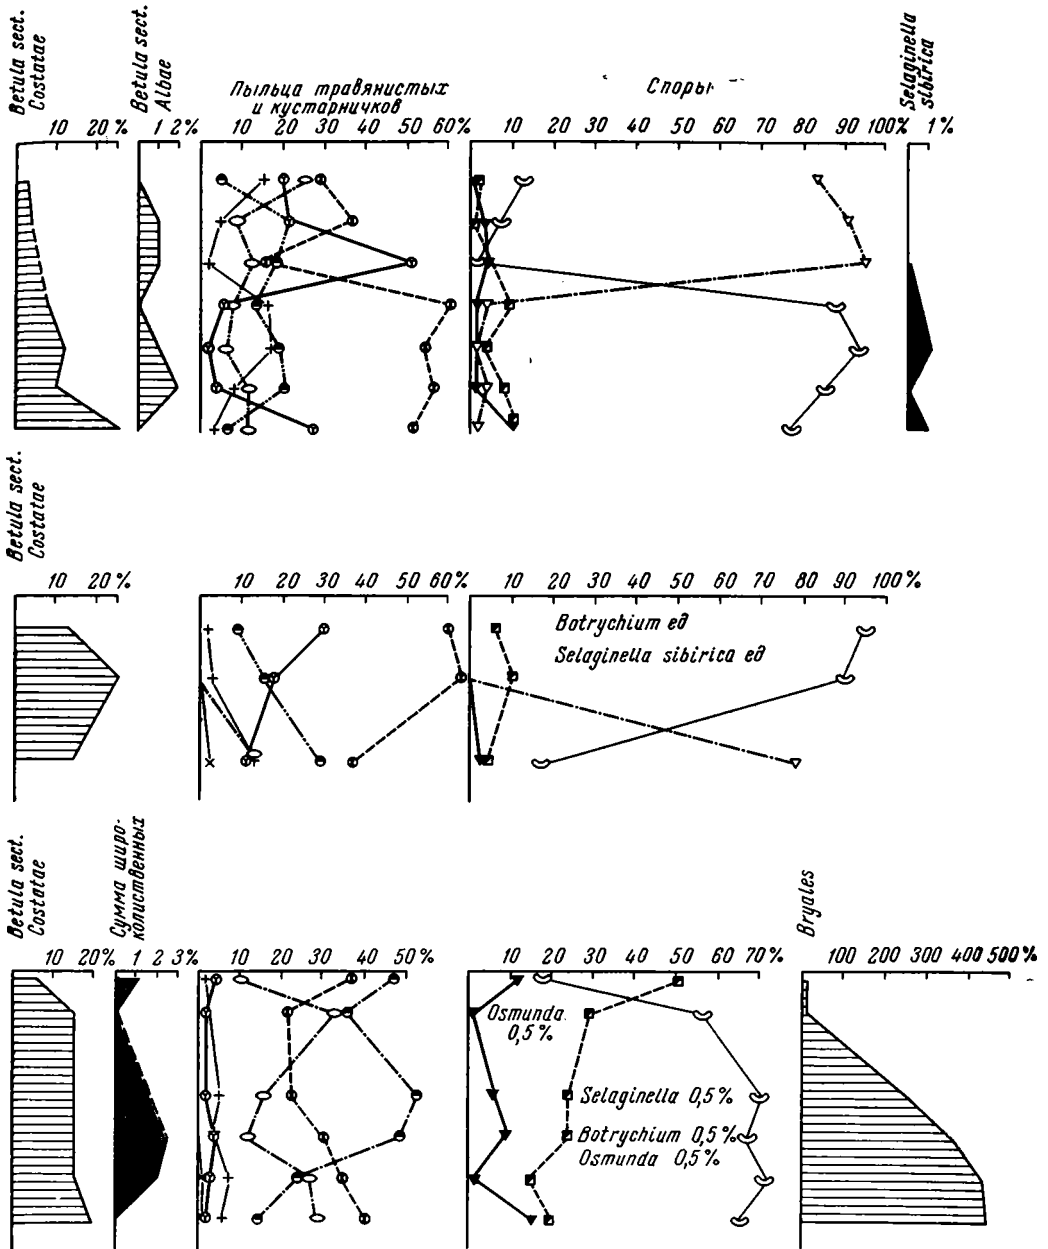 Betula sect.
Costatae
10 20 %
Betula sect.
Albae
1 2%
Пыльца травянистых
и кустарничков
10 20 30 40 50 60%
Споры
10 20 30 40 50 60 70 80 90 100%
Selaginella
sibirica
1%
Betula sect.
Costatae
10 20 %
10 20 30 40 50 60%
10 20 30 40 50 60 70 80 90 100%
Botrychium ед
Selaginella sibirica ед
Betula sect.
Costatae
10 20 %
Сумма широ-
колиственных
1 2 3%
10 20 30 40 50%
10 20 30 40 50 60 70%
Osmunda
0,5 %
Selaginella 0,5 %
Botrychium 0,5 %
Osmunda 0,5 %
Bryales
100 200 300 400 500%